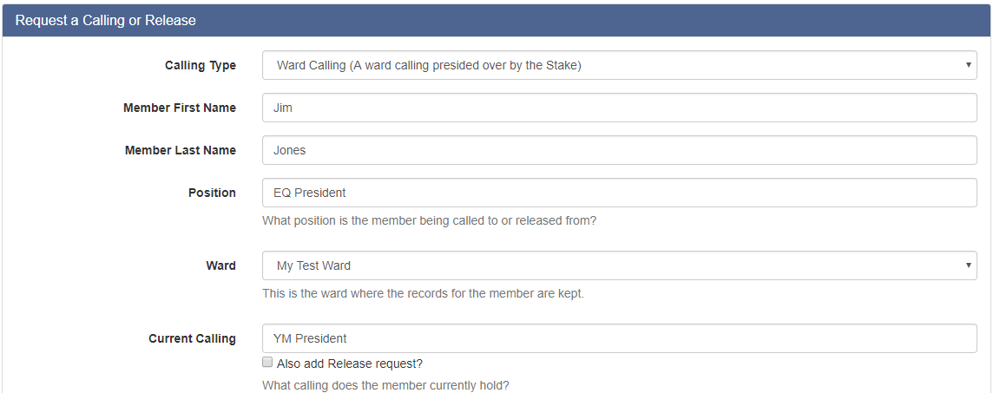 Request a Calling or Release
Calling Type
Ward Calling (A ward calling presided over by the Stake)
Member First Name
Jim
Member Last Name
Jones
Position
EQ President
What position is the member being called to or released from?
Ward
My Test Ward
This is the ward where the records for the member are kept.
Current Calling
YM President
Also add Release request?
What calling does the member currently hold?